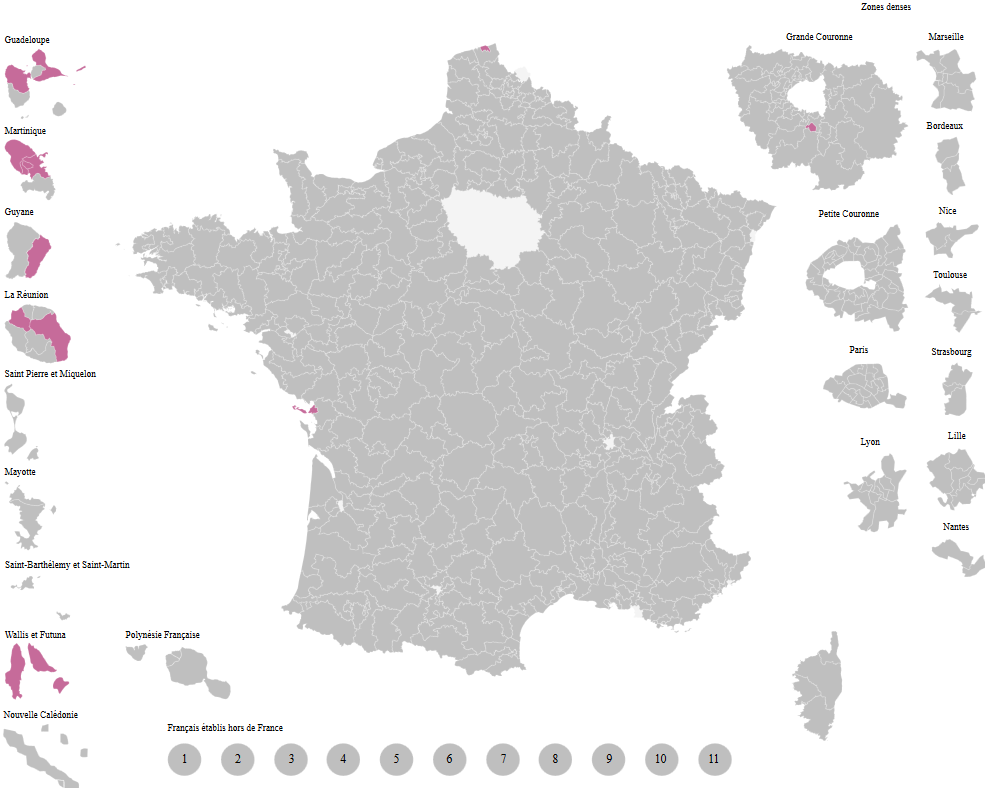 Zones denses
Guadeloupe
Grande Couronne
Marseille
Martinique
Bordeaux
Guyane
Petite Couronne
Nice
Toulouse
La Réunion
Paris
Strasbourg
Saint Pierre et Miquelon
Lyon
Lille
Mayotte
Nantes
Saint-Barthélemy et Saint-Martin
Wallis et Futuna
Polynésie Française
Nouvelle Calédonie
Français établis hors de France
1 2 3 4 5 6 7 8 9 10 11